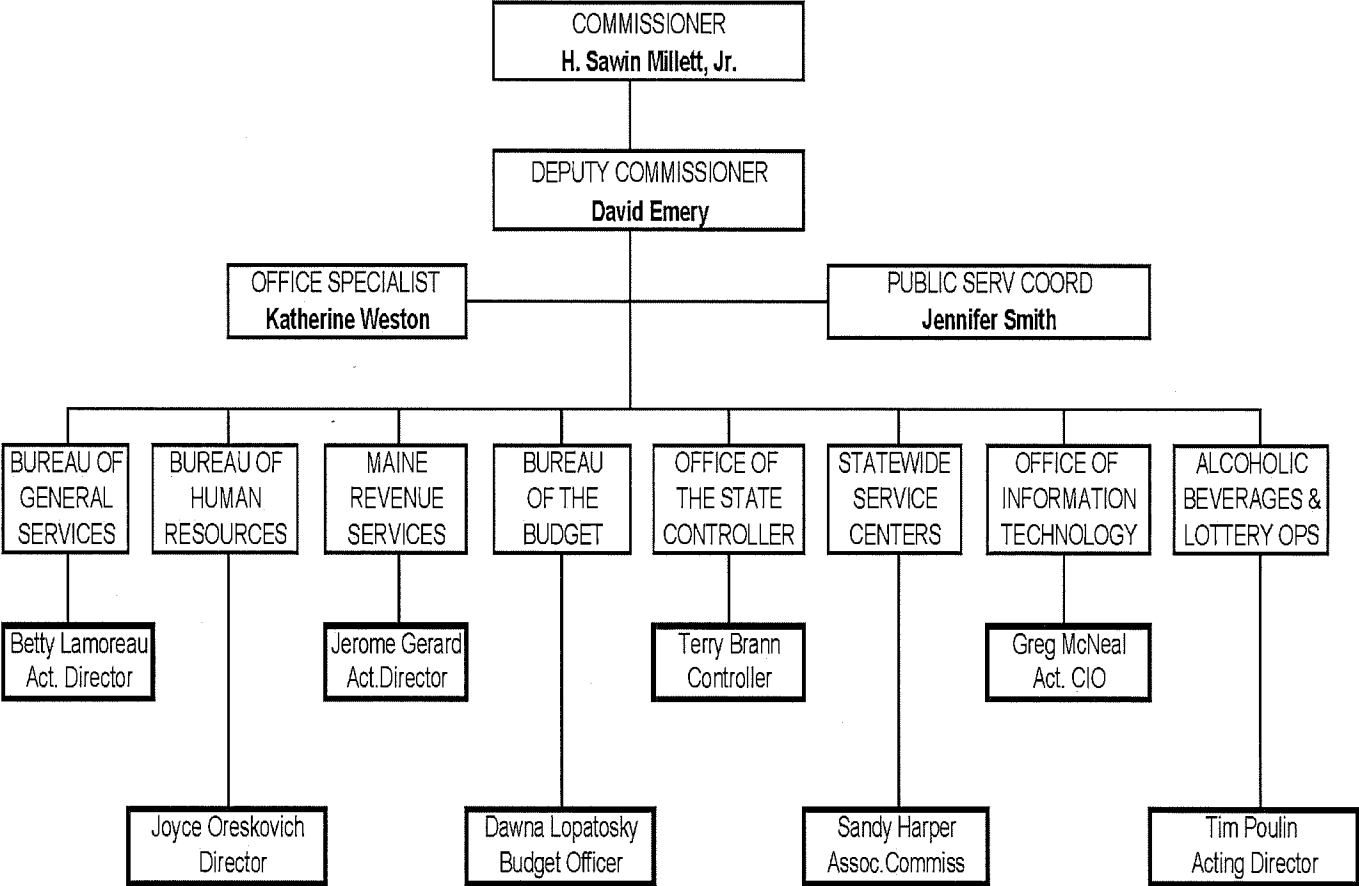 COMMISSIONER
H. Sawin Millett, Jr.
DEPUTY COMMISSIONER
David Emery
OFFICE SPECIALIST
Katherine Weston
PUBLIC SERV COORD
Jennifer Smith
BUREAU OF
GENERAL
SERVICES
BUREAU OF
HUMAN
RESOURCES
MAINE
REVENUE
SERVICES
BUREAU
OF THE
BUDGET
OFFICE OF
THE STATE
CONTROLLER
STATEWIDE
SERVICE
CENTERS
OFFICE OF
INFORMATION
TECHNOLOGY
ALCOHOLIC
BEVERAGES &
LOTTERY OPS
Betty Lamoreau
Act. Director
Jerome Gerard
Act.Director
Terry Brann
Controller
Greg McNeal
Act. CIO
Joyce Oreskovich
Director
Dawna Lopatosky
Budget Officer
Sandy Harper
Assoc.Commiss
Tim Poulin
Acting Director